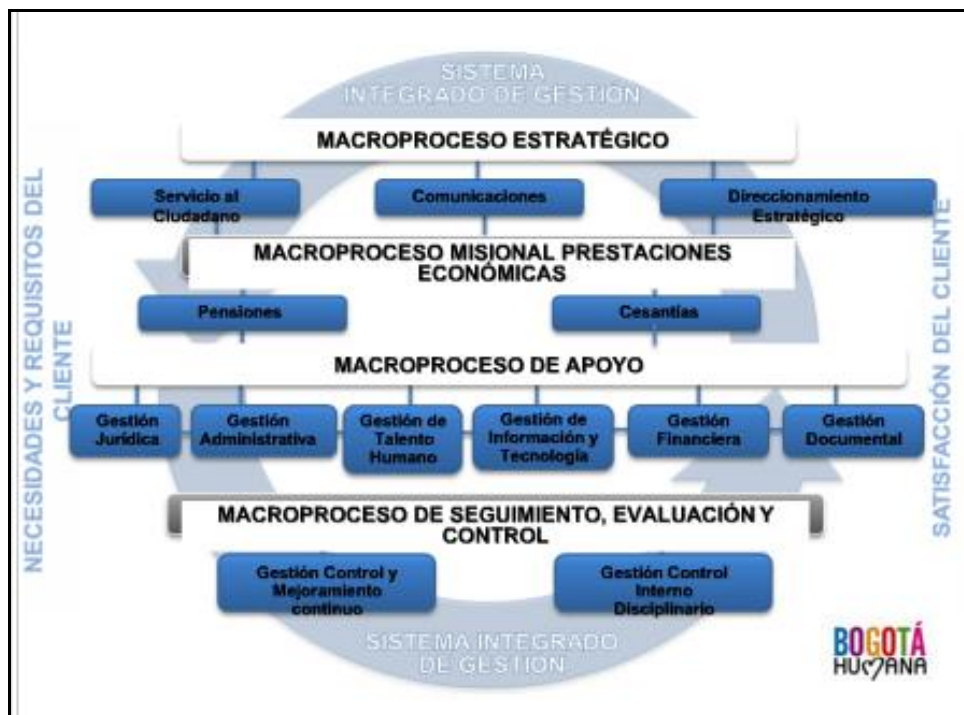 SISTEMA
INTEGRADO DE GESTIÓN
MACROPROCESO ESTRATÉGICO
Servicio al
Ciudadano
Comunicaciones
Direccionamiento
Estratégico
MACROPROCESO MISIONAL PRESTACIONES
ECONÓMICAS
Pensiones
Cesantías
MACROPROCESO DE APOYO
Gestión
Jurídica
Gestión
Administrativa
Gestión de
Talento
Humano
Gestión de
Información y
Tecnología
Gestión
Financiera
Gestión
Documental
MACROPROCESO DE SEGUIMIENTO, EVALUACIÓN Y
CONTROL
Gestión Control y
Mejoramiento
continuo
Gestión Control
Interno
Disciplinario
SISTEMA INTEGRADO
DE GESTIÓN
NECESIDADES Y REQUISITOS DEL
CLIENTE
SATISFACCIÓN DEL CLIENTE
BOGOTÁ
HUMANA